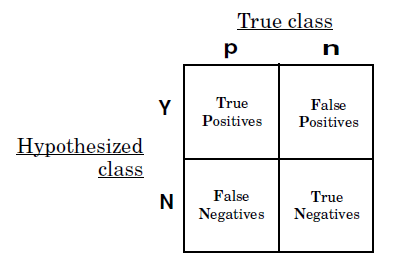 True class
p n
Y
True
Positives
False
Positives
Hypothesized
class
N
False
Negatives
True
Negatives